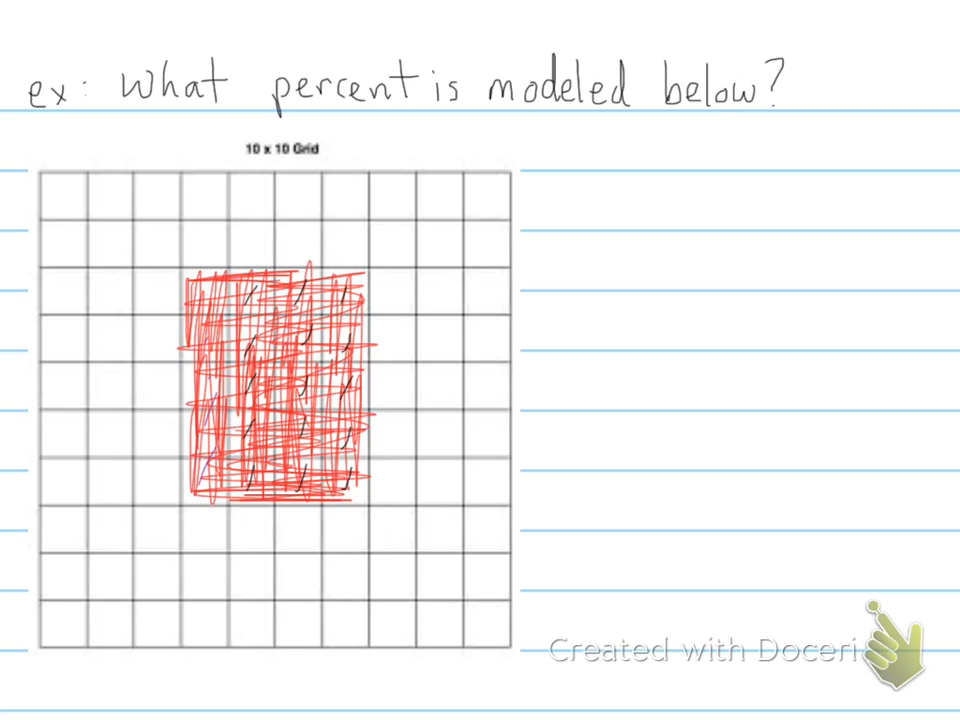 ex: What percent is modeled below?
10 x 10 Grid
Created with Doceri